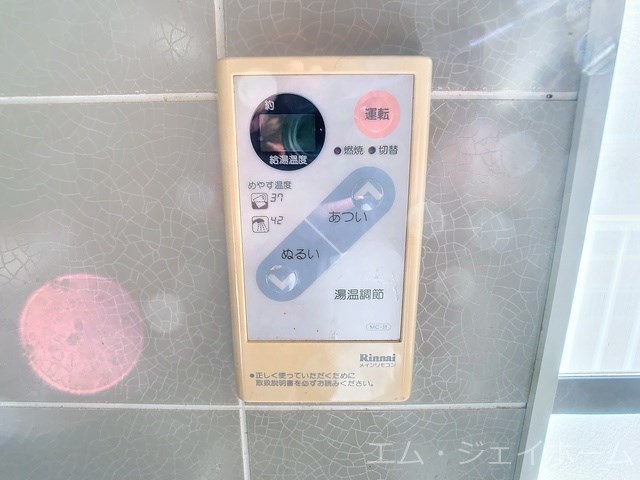 約
給湯温度
運転
燃焼 切替
めやす温度
37
42
あつい
ぬるい
湯温調節
Rinnai
メインリモコン
●正しく使っていただくために
取扱説明書を必ずお読みください。
エム・ジェイホーム